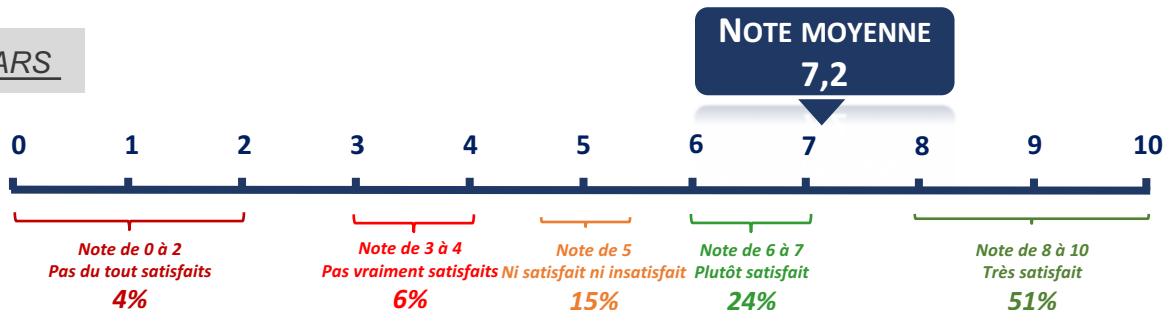 NOTE MOYENNE
7,2
ARS
0 1 2 3 4 5 6 7 8 9 10
Note de 0 à 2
Pas du tout satisfaits
4%
Note de 3 à 4
Pas vraiment satisfaits
6%
Note de 5
Ni satisfait ni insatisfait
15%
Note de 6 à 7
Plutôt satisfait
24%
Note de 8 à 10
Très satisfait
51%